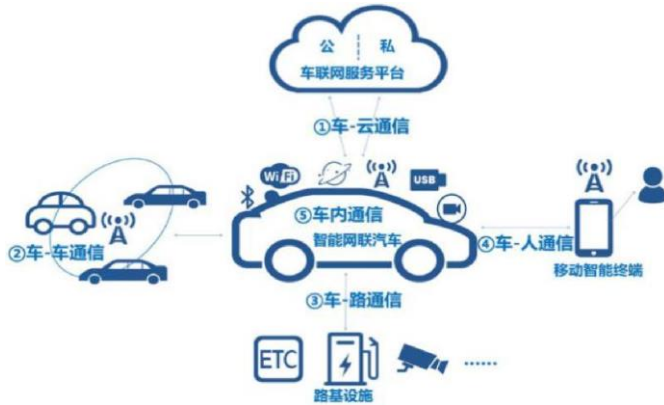 公 私
车联网服务平台
①车-云通信
WiFi
USB
⑤车内通信
②车-车通信
智能网联汽车
④车-人通信
移动智能终端
③车-路通信
ETC
......
路基设施